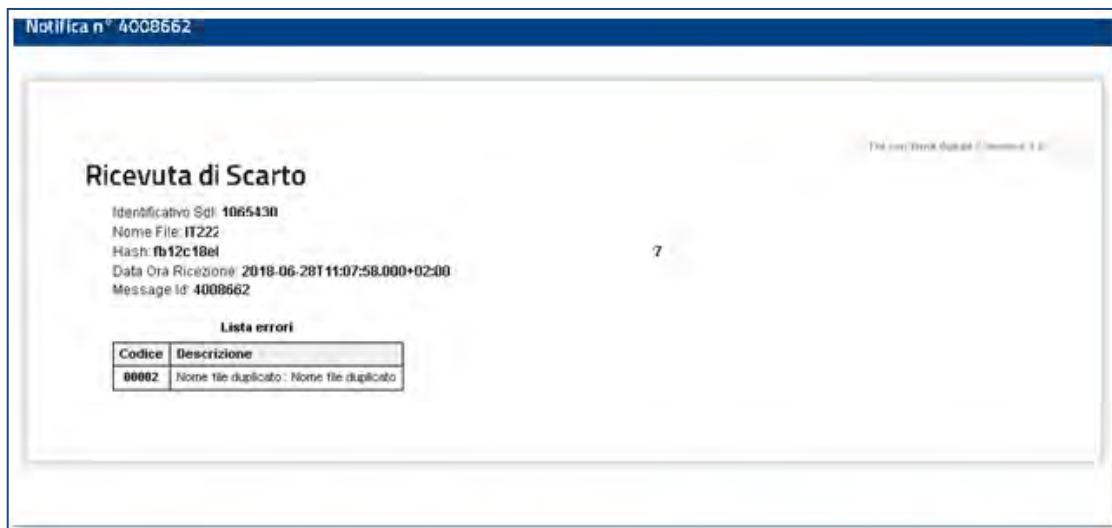 Notifica n° 4008662
Ricevuta di Scarto
Identificativo SdI: 1065430
Nome File: IT222
Hash: fb12c18el 7
Data Ora Ricezione: 2018-06-28T11:07:58.000+02:00
Message Id: 4008662
Lista errori
Codice Descrizione
00002 Nome file duplicato : Nome file duplicato